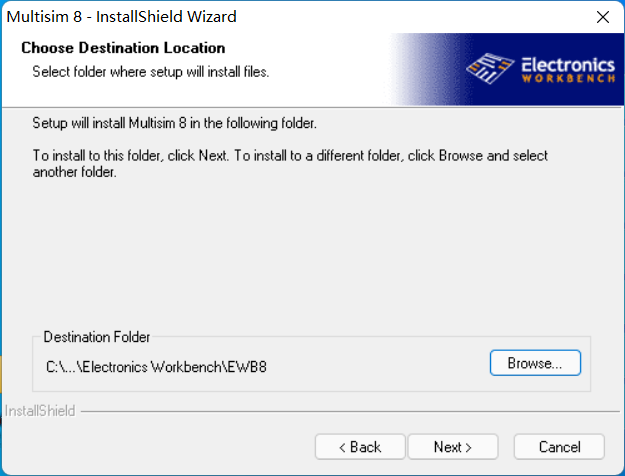 Multisim 8 - InstallShield Wizard
Choose Destination Location
Select folder where setup will install files.
Electronics
WORKBENCH
Setup will install Multisim 8 in the following folder.
To install to this folder, click Next. To install to a different folder, click Browse and select
another folder.
Destination Folder
C:\...\Electronics Workbench\EWB8
Browse...
InstallShield
< Back
Next >
Cancel